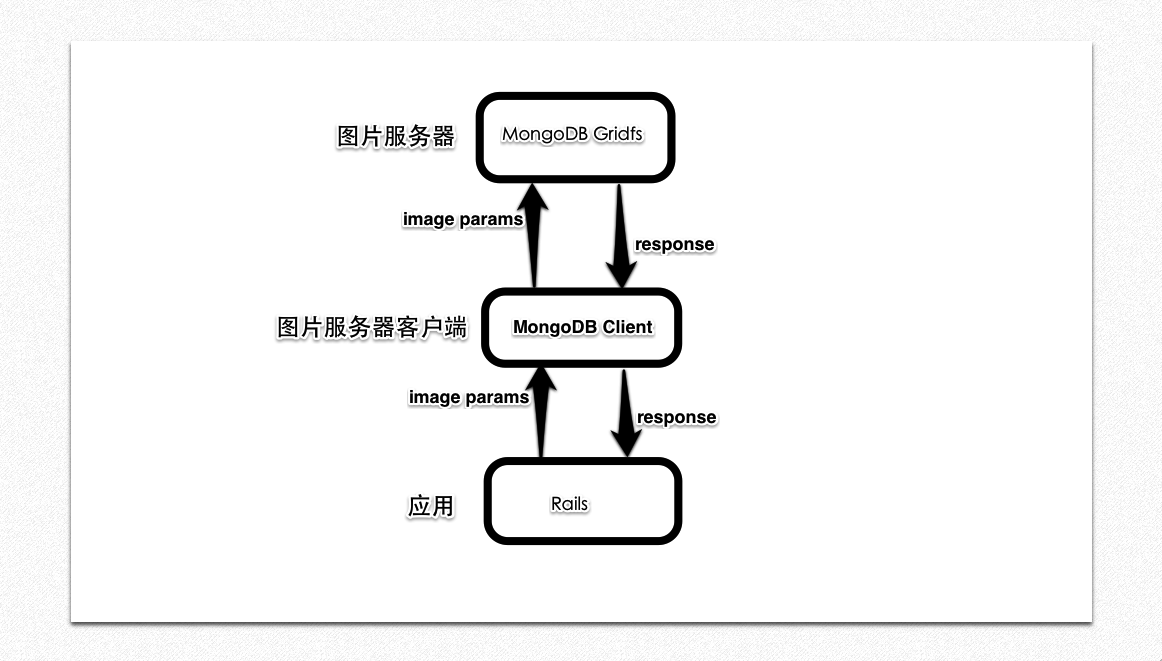 图片服务器
MongoDB Gridfs
image params
response
图片服务器客户端
MongoDB Client
image params
response
应用
Rails